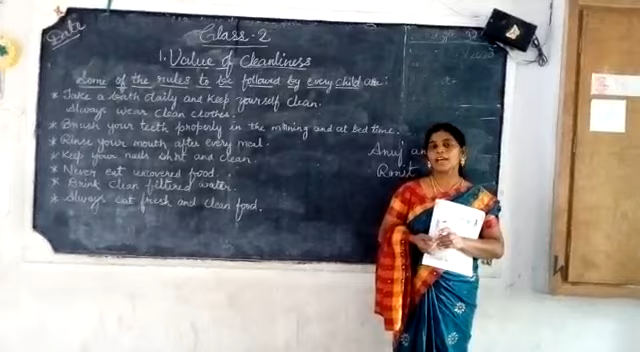 Date
Class-2
1. Value of Cleanliness
Some of the rules to be followed by every child are:
* Take a bath daily and keep yourself clean.
Always wear clean clothes.
* Brush your teeth properly in the morning and at bed time.
* Rinse your mouth after every meal.
* Keep your nails short and clean.
* Never eat uncovered food.
* Drink clean filtered water.
* Always eat fresh and clean food.
Anuj an
Ronit